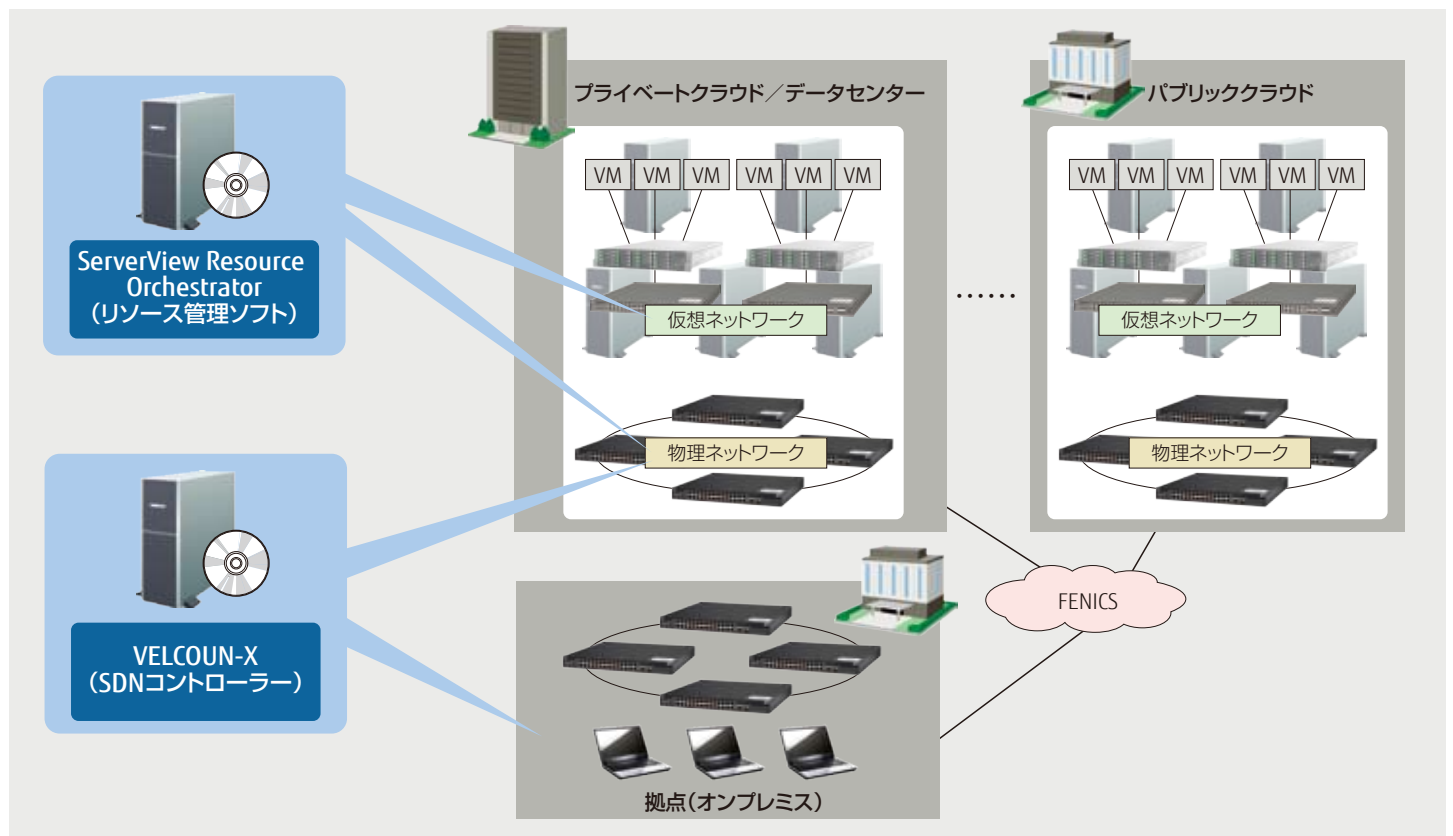 ServerView Resource
Orchestrator
（リソース管理ソフト）
VELCOUN-X
（SDNコントローラー）
プライベートクラウド／データセンター
VM VM VM VM VM VM
仮想ネットワーク
物理ネットワーク
……
パブリッククラウド
VM VM VM VM VM VM
仮想ネットワーク
物理ネットワーク
FENICS
拠点（オンプレミス）